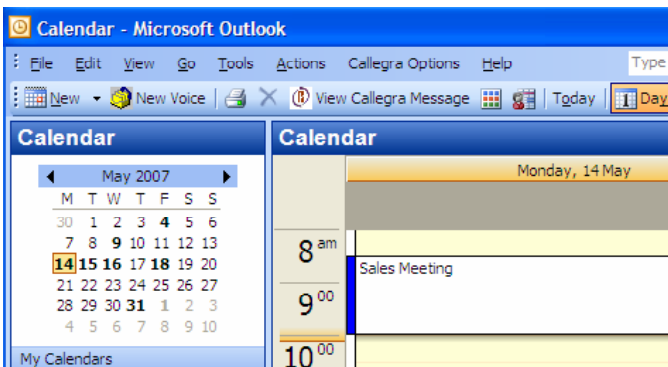 Calendar - Microsoft Outlook
File Edit View Go Tools Actions Callegra Options Help Type
New New Voice View Callegra Message Today 1 Day
Calendar
May 2007
M T W T F S S
30 1 2 3 4 5 6
7 8 9 10 11 12 13
14 15 16 17 18 19 20
21 22 23 24 25 26 27
28 29 30 31 1 2 3
4 5 6 7 8 9 10
My Calendars
Calendar
Monday, 14 May
8 am
Sales Meeting
9 00
10 00